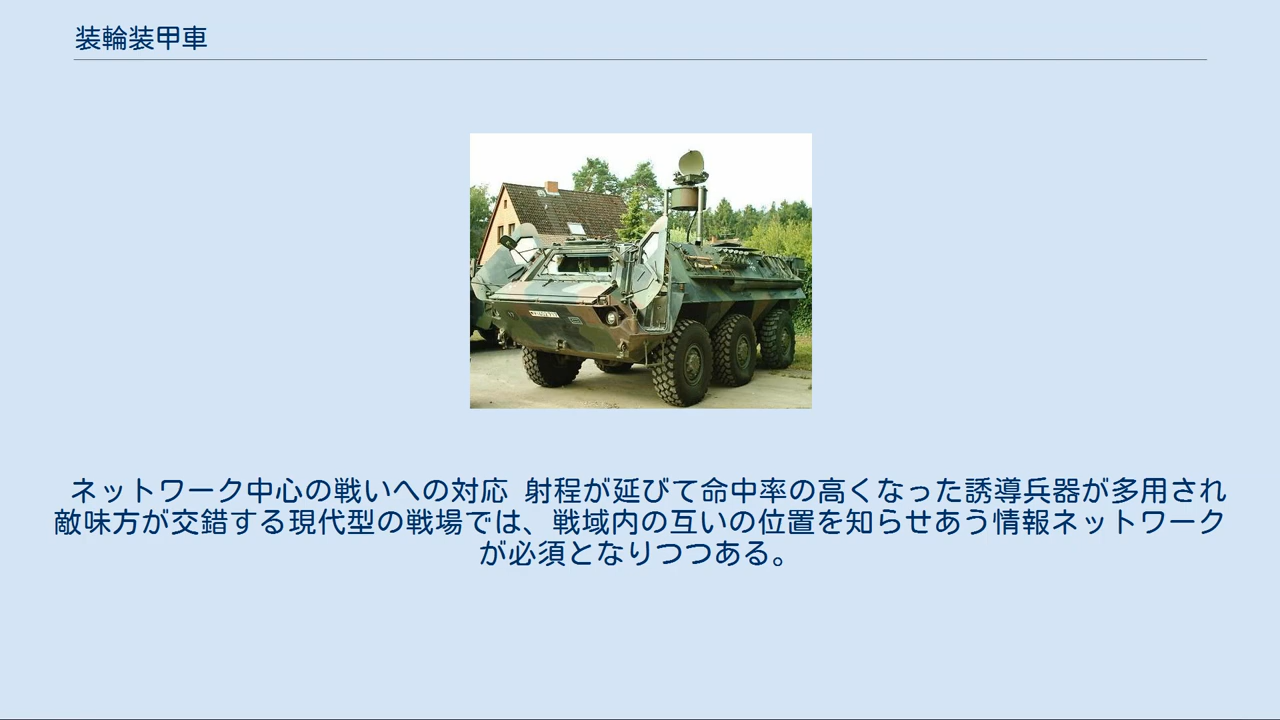 装輪装甲車
ネットワーク中心の戦いへの対応 射程が延びて命中率の高くなった誘導兵器が多用され
敵味方が交錯する現代型の戦場では、戦域内の互いの位置を知らせあう情報ネットワーク
が必須となりつつある。